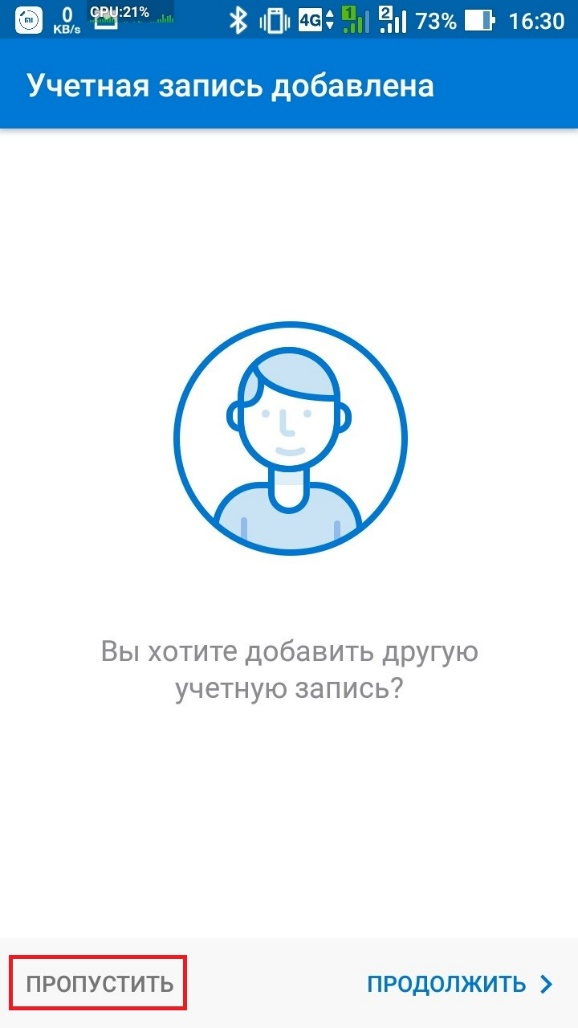 0 KB/s CPU:21% 4G 1 2 73% 16:30
Учетная запись добавлена
Вы хотите добавить другую
учетную запись?
ПРОПУСТИТЬ ПРОДОЛЖИТЬ